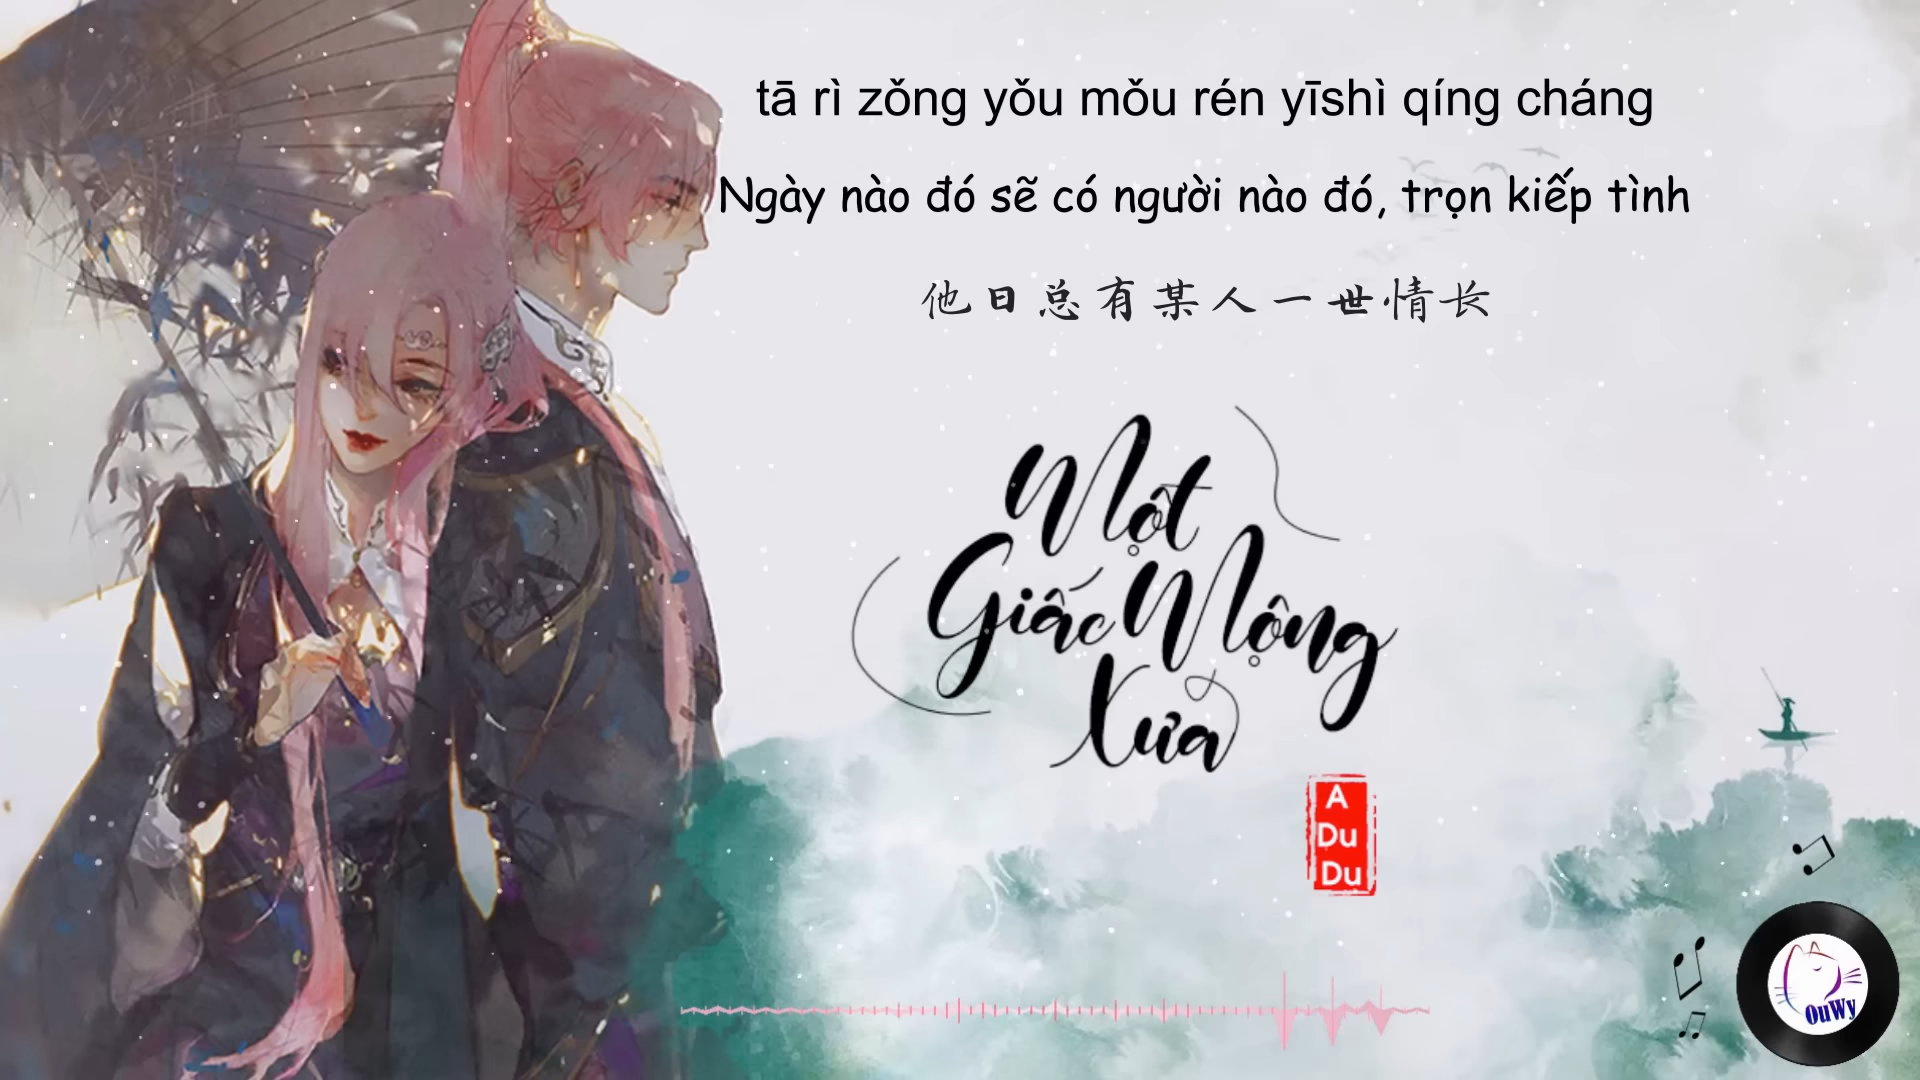 tā rì zǒng yǒu mǒu rén yīshì qíng cháng
Ngày nào đó sẽ có người nào đó, trọn kiếp tình
他日总有某人一世情长
Một
Giấc Mộng
Xưa
A
Du
Du
OuWy